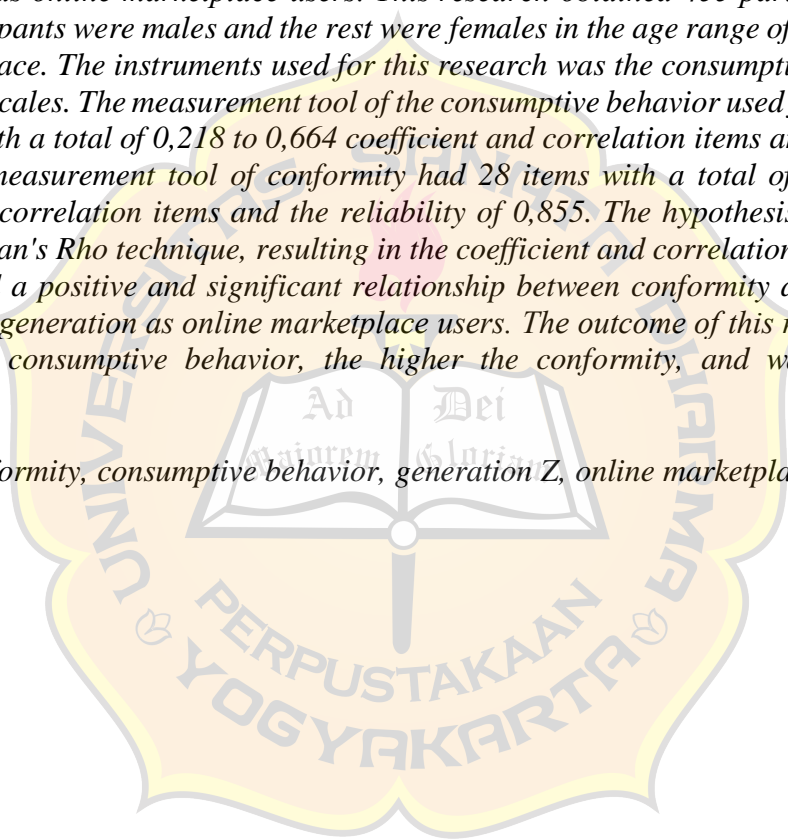 as online marketplace users. This research obtained
pants were males and the rest were females in the age range of
ace. The instruments used for this research was the consumpti
cales. The measurement tool of the consumptive behavior used
th a total of 0,218 to 0,664 coefficient and correlation items a
measurement tool of conformity had 28 items with a total of
correlation items and the reliability of 0,855. The hypothesis
an's Rho technique, resulting in the coefficient and correlation
a positive and significant relationship between conformity a
generation as online marketplace users. The outcome of this r
consumptive behavior, the higher the conformity, and w
formity, consumptive behavior, generation Z, online marketpla
UNIVERSITAS SANATA DHARMA
Ad Dei
Maiorem Gloriam
PERPUSTAKAAN
YOGYAKARTA